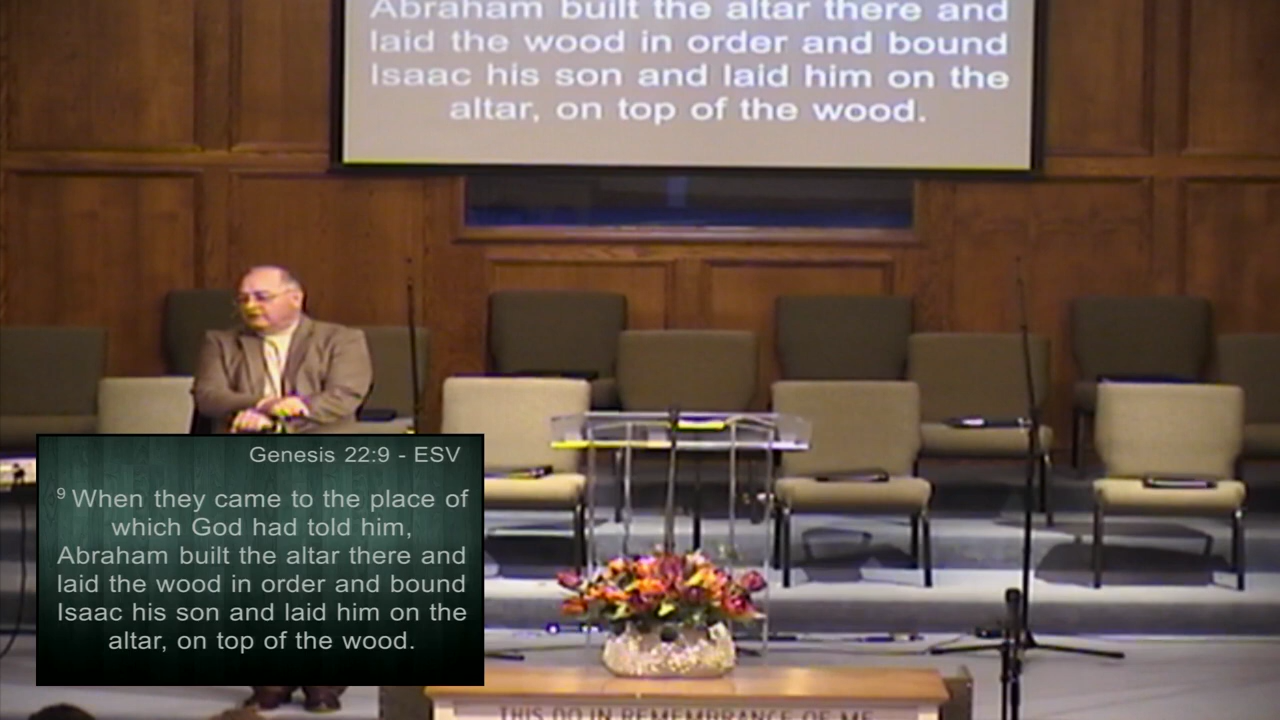 Abraham built the altar there and
laid the wood in order and bound
Isaac his son and laid him on the
altar, on top of the wood.
Genesis 22:9 - ESV
9 When they came to the place of
which God had told him,
Abraham built the altar there and
laid the wood in order and bound
Isaac his son and laid him on the
altar, on top of the wood.
THIS DO IN REMEMBRANCE OF ME